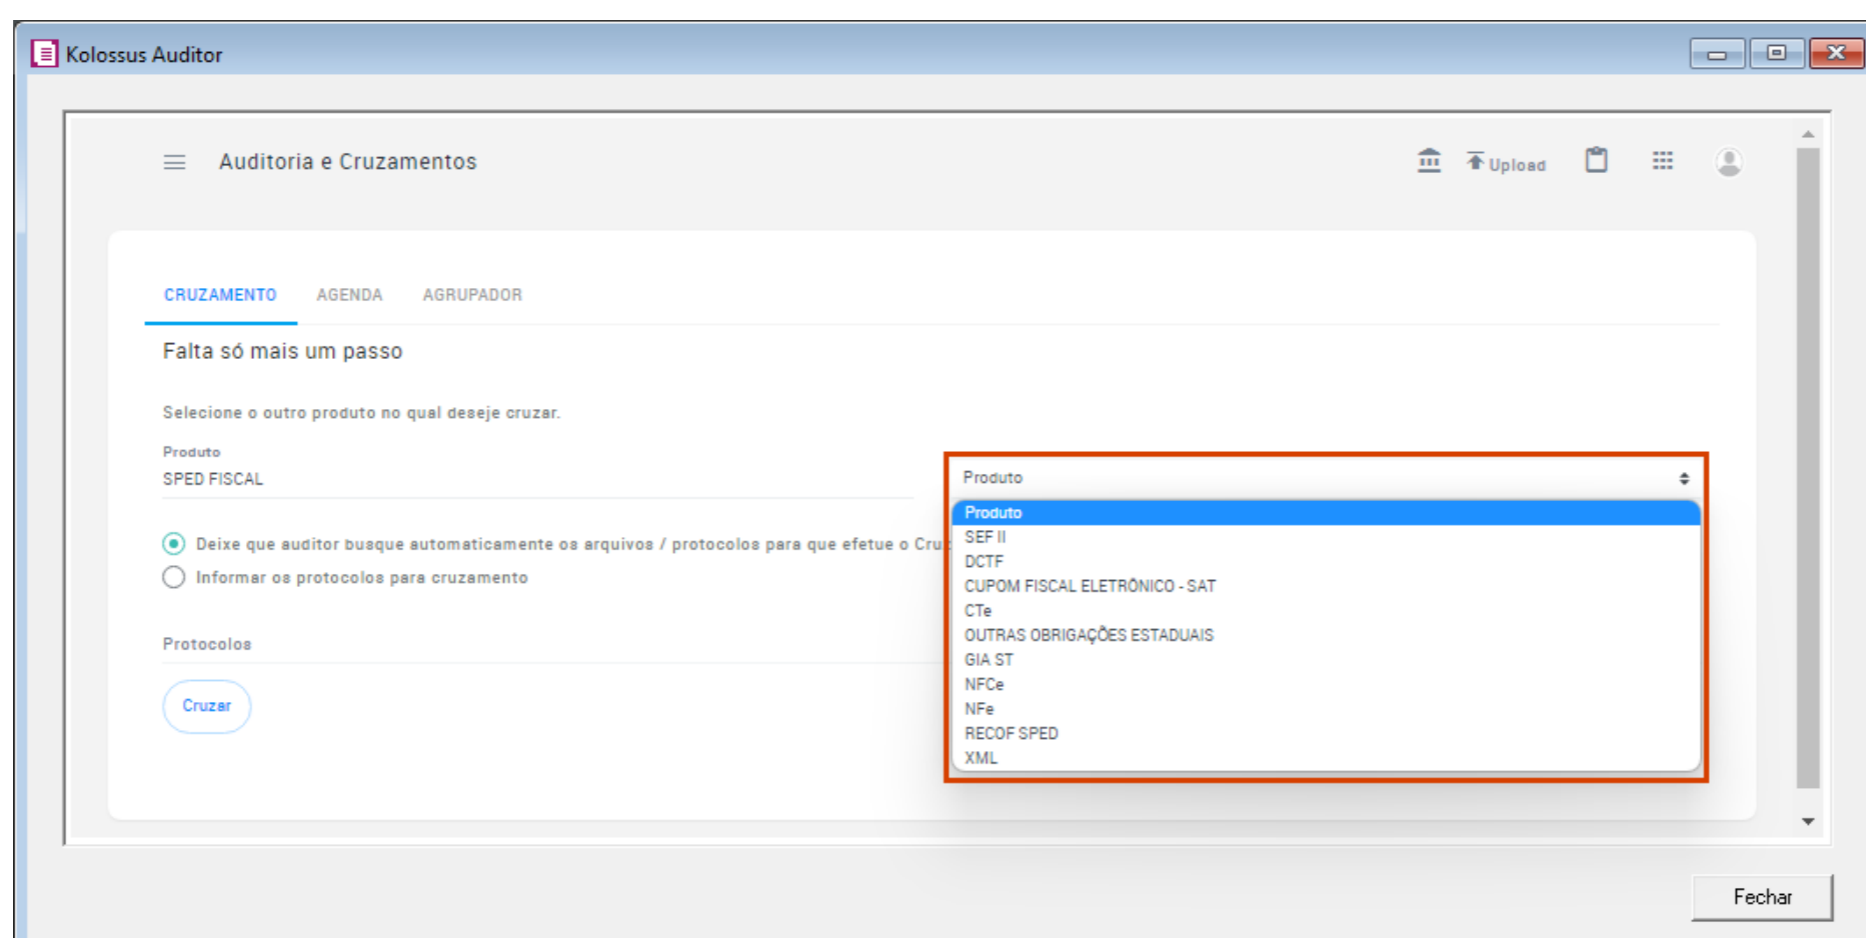 Kolossus Auditor
Auditoria e Cruzamentos
Upload
CRUZAMENTO AGENDA AGRUPADOR
Falta só mais um passo
Selecione o outro produto no qual deseje cruzar.
Produto
SPED FISCAL
Deixe que auditor busque automaticamente os arquivos / protocolos para que efetue o Cru
Informar os protocolos para cruzamento
Protocolos
Cruzar
Produto
Produto
SEF II
DCTF
CUPOM FISCAL ELETRÔNICO - SAT
CTe
OUTRAS OBRIGAÇÕES ESTADUAIS
GIA ST
NFCe
NFe
RECOF SPED
XML
Fechar